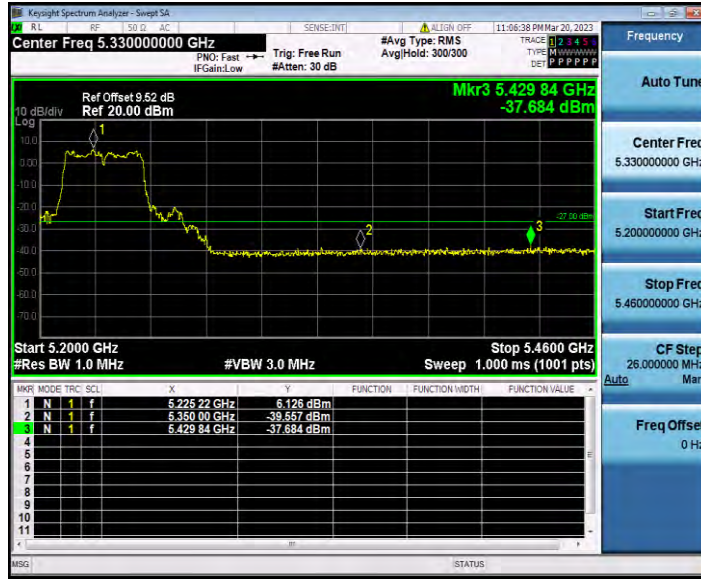 Keysight Spectrum Analyzer - Swept SA
RL RF 50 Ω AC SENSE:INT ALIGN OFF 11:06:38 PM Mar 20, 2023
Center Freq 5.330000000 GHz
PNO: Fast
IFGain:Low
Trig: Free Run
#Atten: 30 dB
#Avg Type: RMS
Avg|Hold: 300/300
TRACE 1 2 3 4 5 6
TYPE M W W W W W
DET P P P P P P
Ref Offset 9.52 dB
Ref 20.00 dBm
10 dB/div
Log
Mkr3 5.429 84 GHz
-37.684 dBm
10.0
0.00
-10.0
-20.0
-30.0
-40.0
-50.0
-60.0
-70.0
1
2
3
-27.00 dBm
Start 5.2000 GHz
Stop 5.4600 GHz
#Res BW 1.0 MHz
#VBW 3.0 MHz
Sweep 1.000 ms (1001 pts)
MKR MODE TRC SCL X Y FUNCTION FUNCTION WIDTH FUNCTION VALUE
1 N 1 f 5.225 22 GHz 6.126 dBm
2 N 1 f 5.350 00 GHz -39.557 dBm
3 N 1 f 5.429 84 GHz -37.684 dBm
4
5
6
7
8
9
10
11
MSG
STATUS
Frequency
Auto Tune
Center Freq
5.330000000 GHz
Start Freq
5.200000000 GHz
Stop Freq
5.460000000 GHz
CF Step
26.000000 MHz
Auto Man
Freq Offset
0 Hz